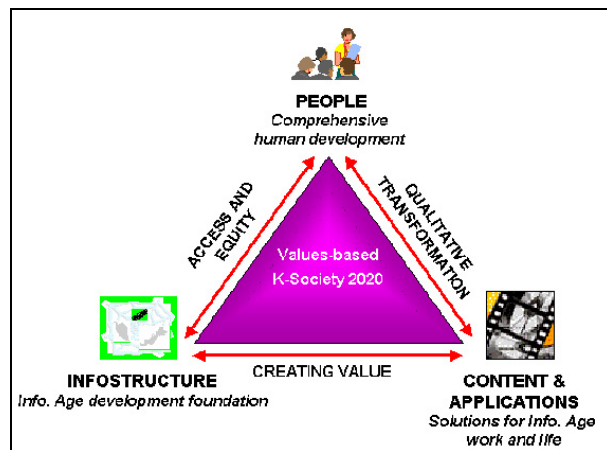 PEOPLE
Comprehensive
human development
ACCESS AND
EQUITY
QUALITATIVE
TRANSFORMATION
Values-based
K-Society 2020
INFOSTRUCTURE
Info. Age development foundation
CREATING VALUE
CONTENT &
APPLICATIONS
Solutions for Info. Age
work and life